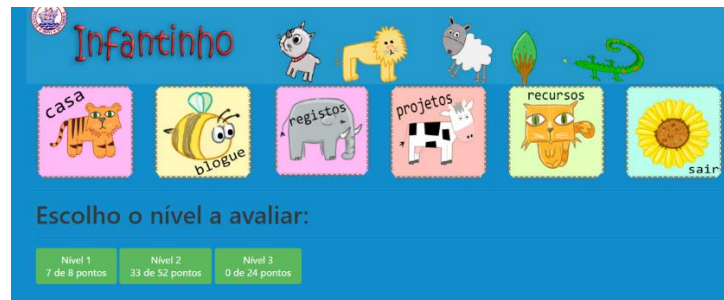 Infantinho
casa
blogue
registos
projetos
recursos
sair
Escolho o nível a avaliar:
Nível 1
7 de 8 pontos
Nível 2
33 de 52 pontos
Nível 3
0 de 24 pontos